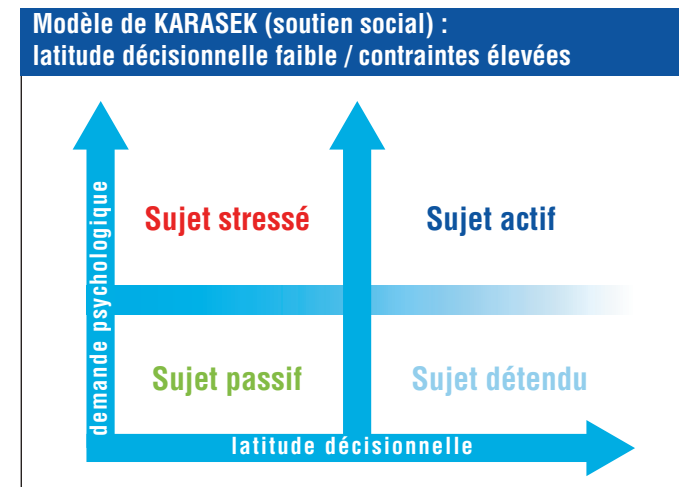 Modèle de KARASEK (soutien social) :
latitude décisionnelle faible / contraintes élevées
demande psychologique
Sujet stressé
Sujet actif
Sujet passif
Sujet détendu
latitude décisionnelle